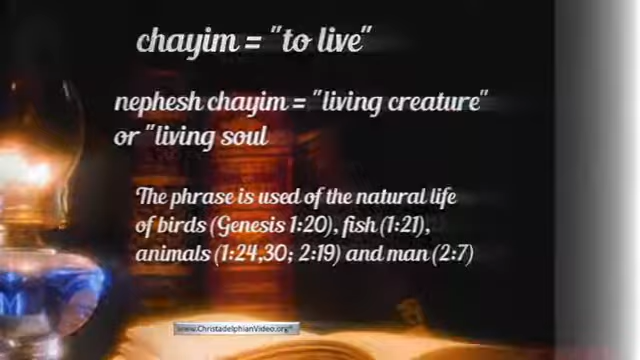 chayim = "to live"
nephesh chayim = "living creature"
or "living soul
The phrase is used of the natural life
of birds (Genesis 1:20), fish (1:21),
animals (1:24,30; 2:19) and man (2:7)
www.ChristadelphianVideo.org